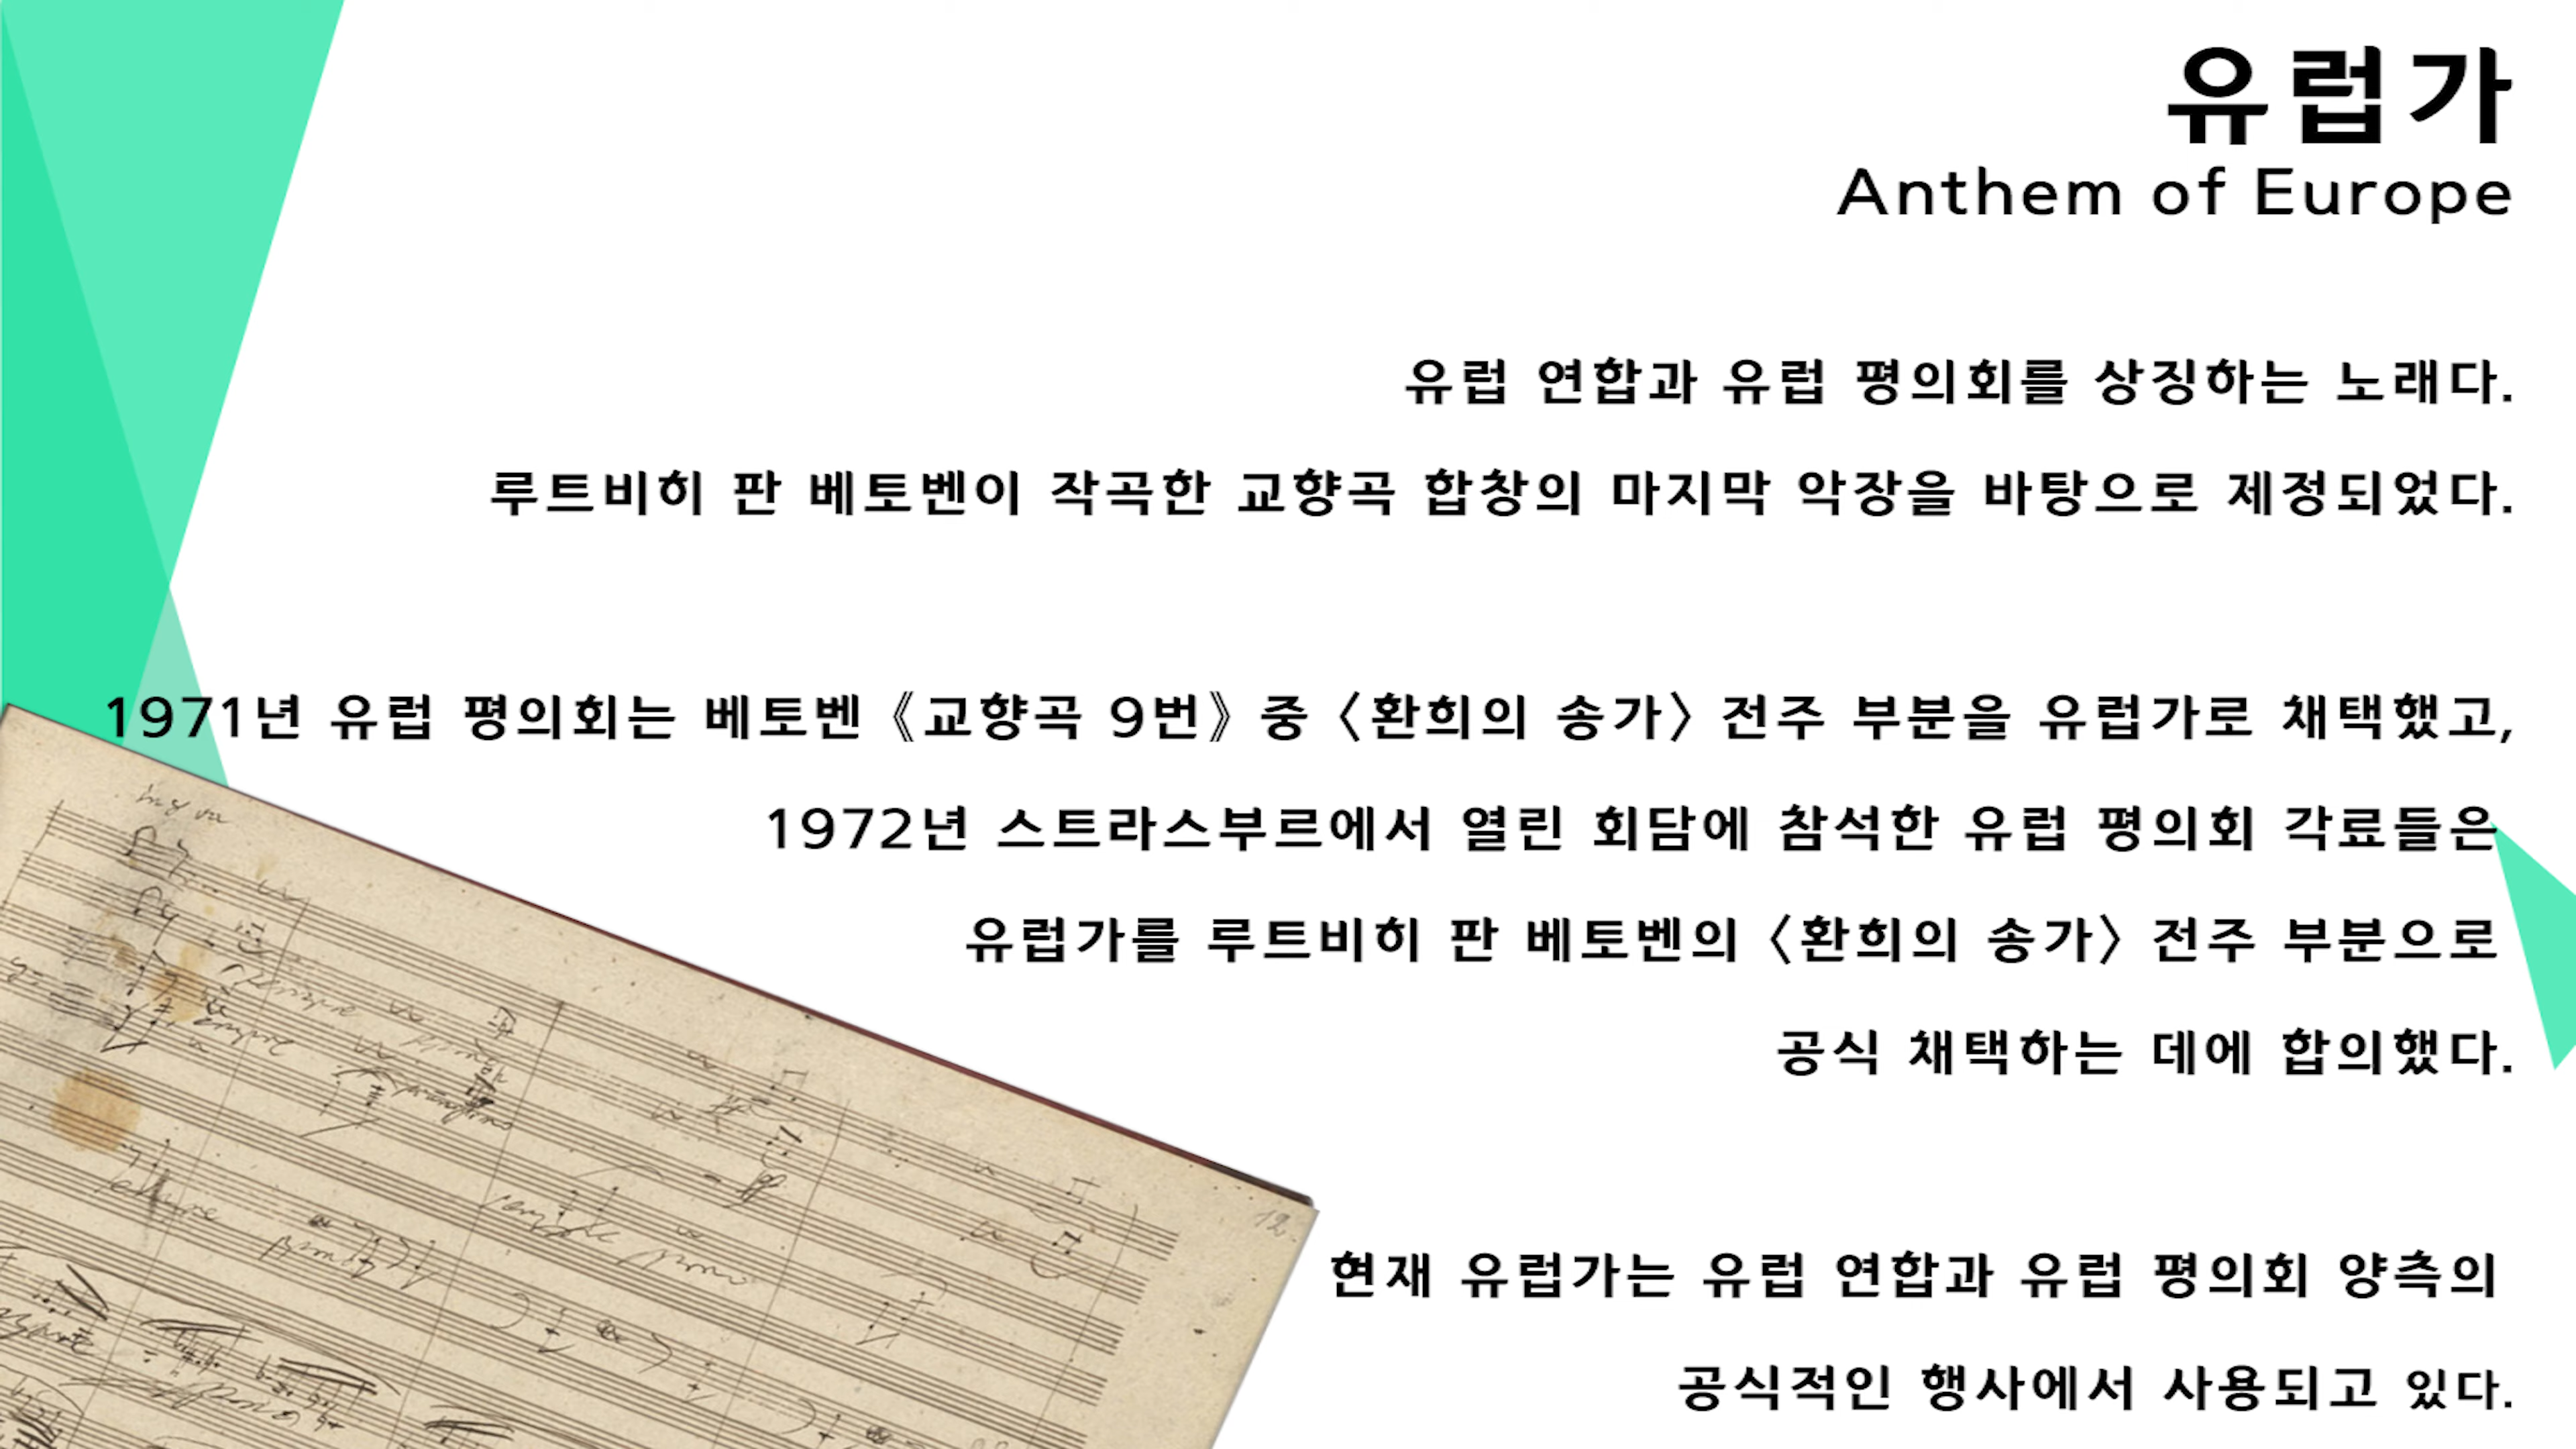 유럽가
Anthem of Europe
유럽 연합과 유럽 평의회를 상징하는 노래다.
루트비히 판 베토벤이 작곡한 교향곡 합창의 마지막 악장을 바탕으로 제정되었다.
1971년 유럽 평의회는 베토벤 《교향곡 9번》 중 〈환희의 송가〉 전주 부분을 유럽가로 채택했고,
1972년 스트라스부르에서 열린 회담에 참석한 유럽 평의회 각료들은
유럽가를 루트비히 판 베토벤의 〈환희의 송가〉 전주 부분으로
공식 채택하는 데에 합의했다.
12.
현재 유럽가는 유럽 연합과 유럽 평의회 양측의
공식적인 행사에서 사용되고 있다.